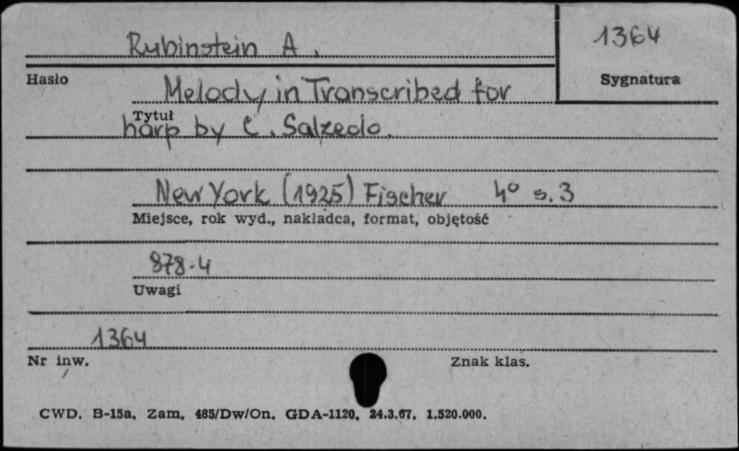 Rubinstein A.
1364
Hasło
Sygnatura
Melody in Transcribed for
Tytuł
harp by C. Salzedo.
New York (1925) Fischer 4° s. 3
Miejsce, rok wyd., nakładca, format, objętość
878-4
Uwagi
1364
Nr inw.
Znak klas.
CWD. B-15a. Zam. 485/Dw/On. GDA-1120. 24.3.67. 1.520.000.